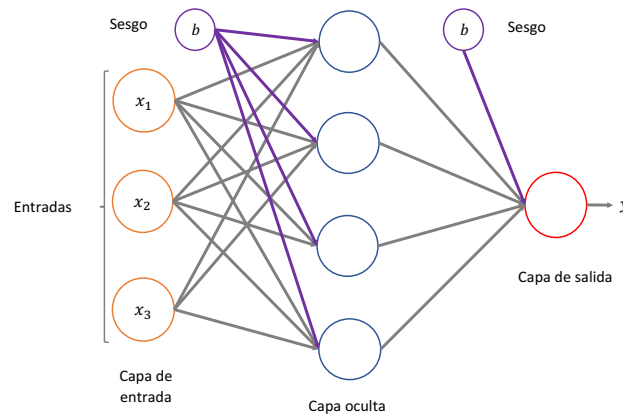 Sesgo
b
b
Sesgo
x₁
x₂
Entradas
y
x₃
Capa de salida
Capa de
entrada
Capa oculta